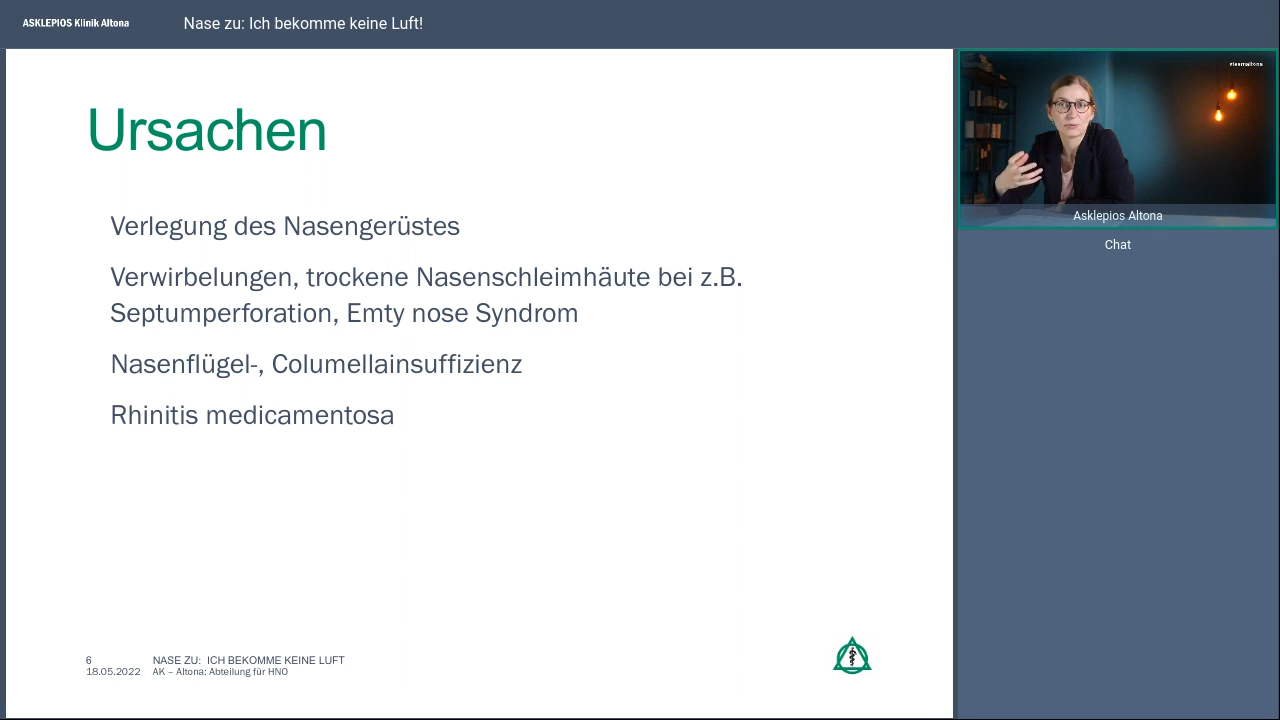 ASKLEPIOS Klinik Altona
Nase zu: Ich bekomme keine Luft!
#teamaltona
Ursachen
Verlegung des Nasengerüstes
Verwirbelungen, trockene Nasenschleimhäute bei z.B.
Septumperforation, Emty nose Syndrom
Nasenflügel-, Columellainsuffizienz
Rhinitis medicamentosa
Asklepios Altona
Chat
6 NASE ZU: ICH BEKOMME KEINE LUFT
18.05.2022 AK – Altona: Abteilung für HNO